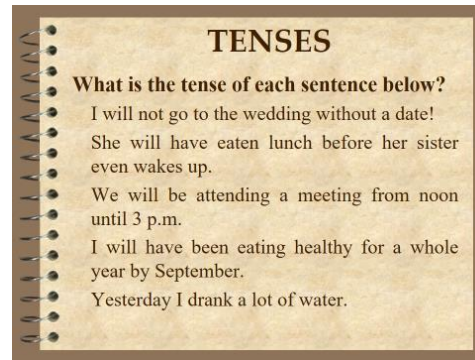 TENSES
What is the tense of each sentence below?
I will not go to the wedding without a date!
She will have eaten lunch before her sister
even wakes up.
We will be attending a meeting from noon
until 3 p.m.
I will have been eating healthy for a whole
year by September.
Yesterday I drank a lot of water.